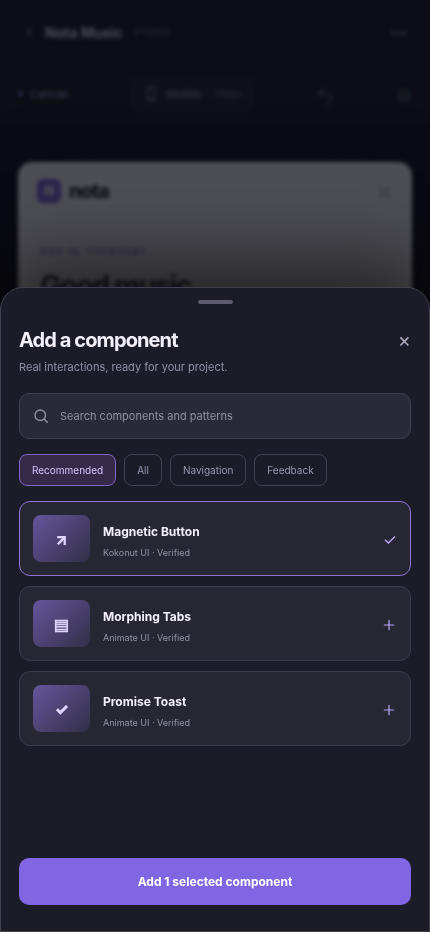 Nota Music
Canvas
N nota
Good music
Add a component
Real interactions, ready for your project.
Search components and patterns
Recommended
All
Navigation
Feedback
Magnetic Button
Kokonut UI · Verified
Morphing Tabs
Animate UI · Verified
Promise Toast
Animate UI · Verified
Add 1 selected component